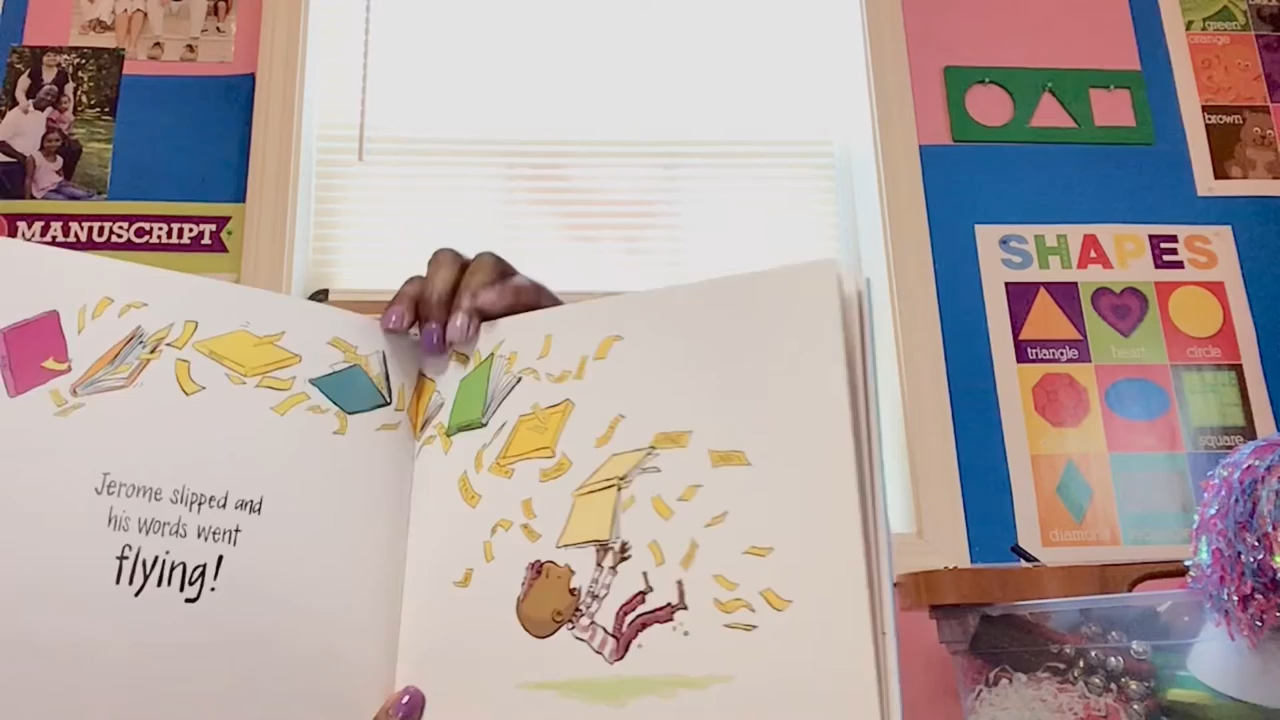 MANUSCRIPT
Jerome slipped and
his words went
flying!
green
orange
brown
SHAPES
triangle
heart
circle
square
diamond